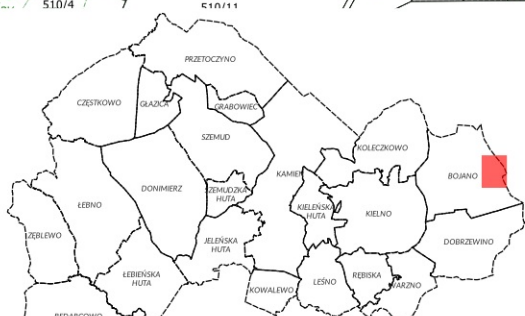 510/4 7 510/11 //
PRZETOCZYNO
CZĘSTKOWO
GŁAZICA
GRABOWIEC
SZEMUD
KOLECZKOWO
KAMIEŃ
BOJANO
DONIMIERZ
SZEMUDZKA
HUTA
ŁEBNO
KIELEŃSKA
HUTA
KIELNO
ZĘBLEWO
JELEŃSKA
HUTA
DOBRZEWINO
ŁEBIEŃSKA
HUTA
KOWALEWO
LEŚNO
RĘBISKA
WARZNO